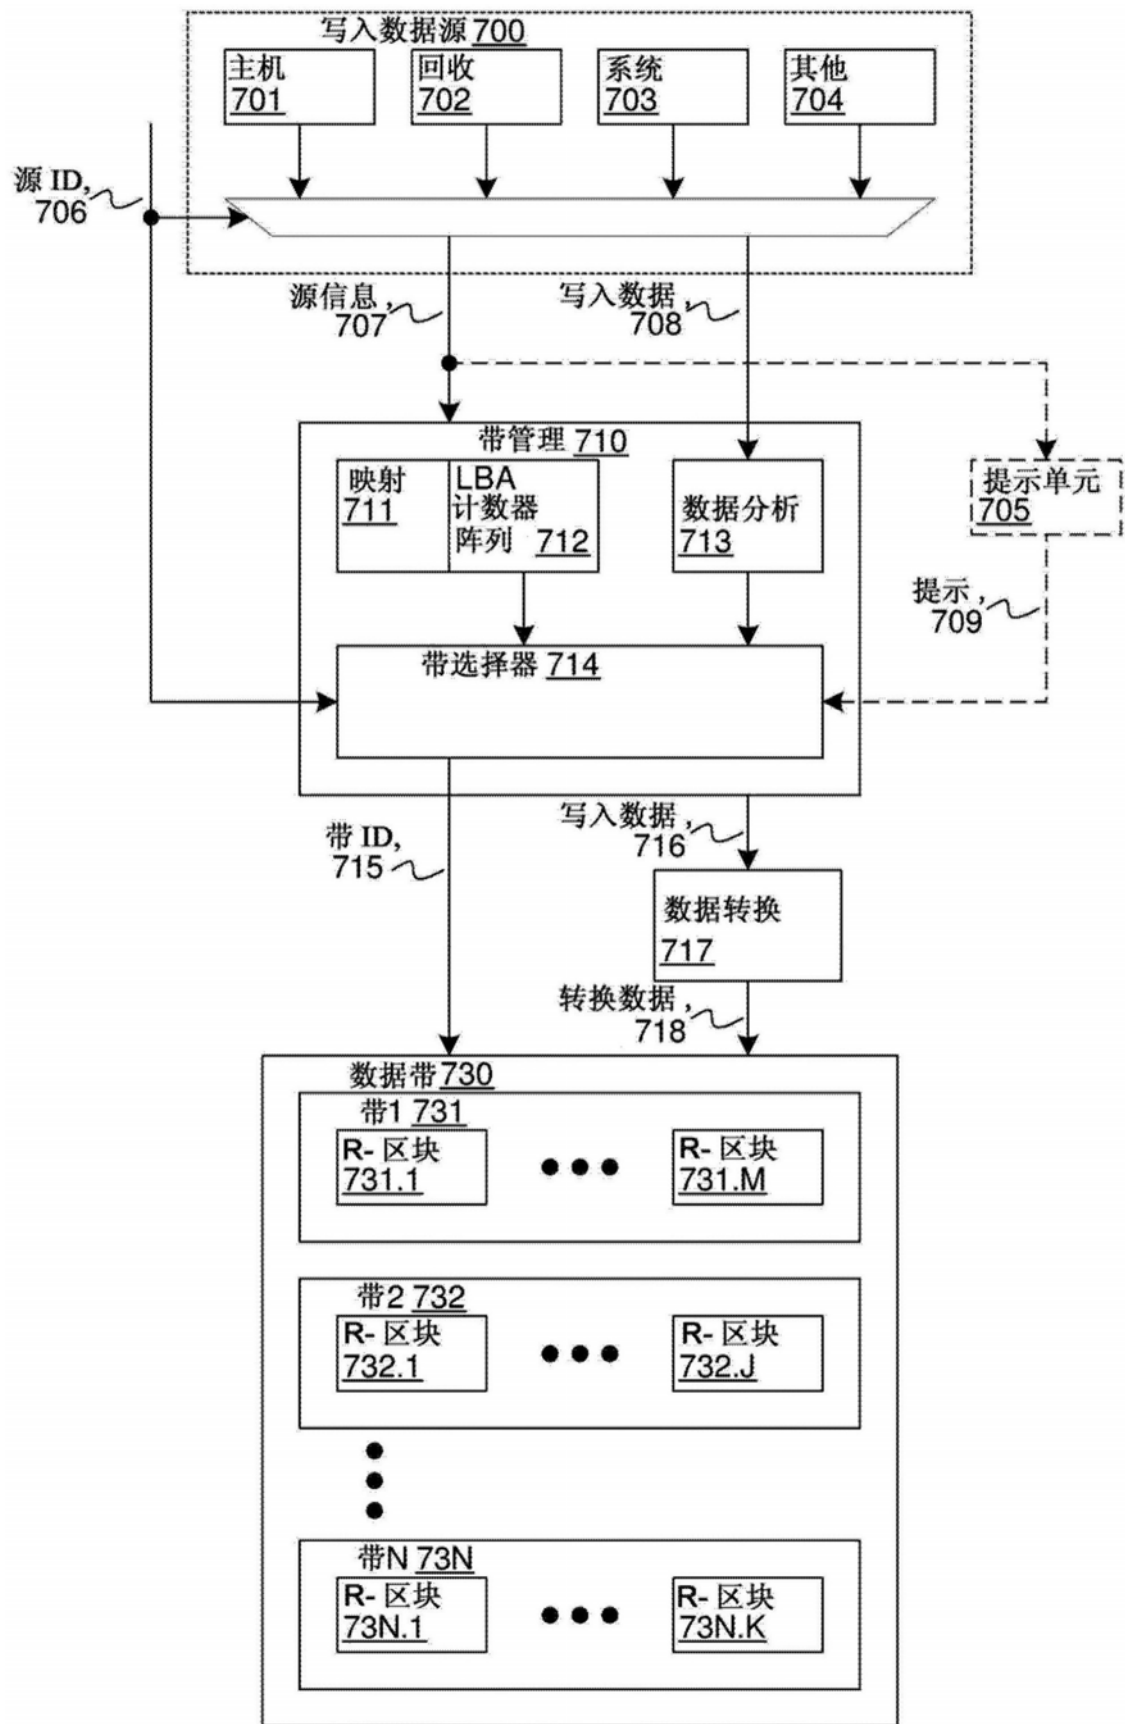 写入数据源 700
主机
701
回收
702
系统
703
其他
704
源 ID,
706
源信息,
707
写入数据,
708
带管理 710
映射
711
LBA
计数器
阵列 712
数据分析
713
提示单元
705
提示,
709
带选择器 714
带 ID,
715
写入数据,
716
数据转换
717
转换数据,
718
数据带 730
带1 731
R- 区块
731.1
R- 区块
731.M
带2 732
R- 区块
732.1
R- 区块
732.J
带N 73N
R- 区块
73N.1
R- 区块
73N.K